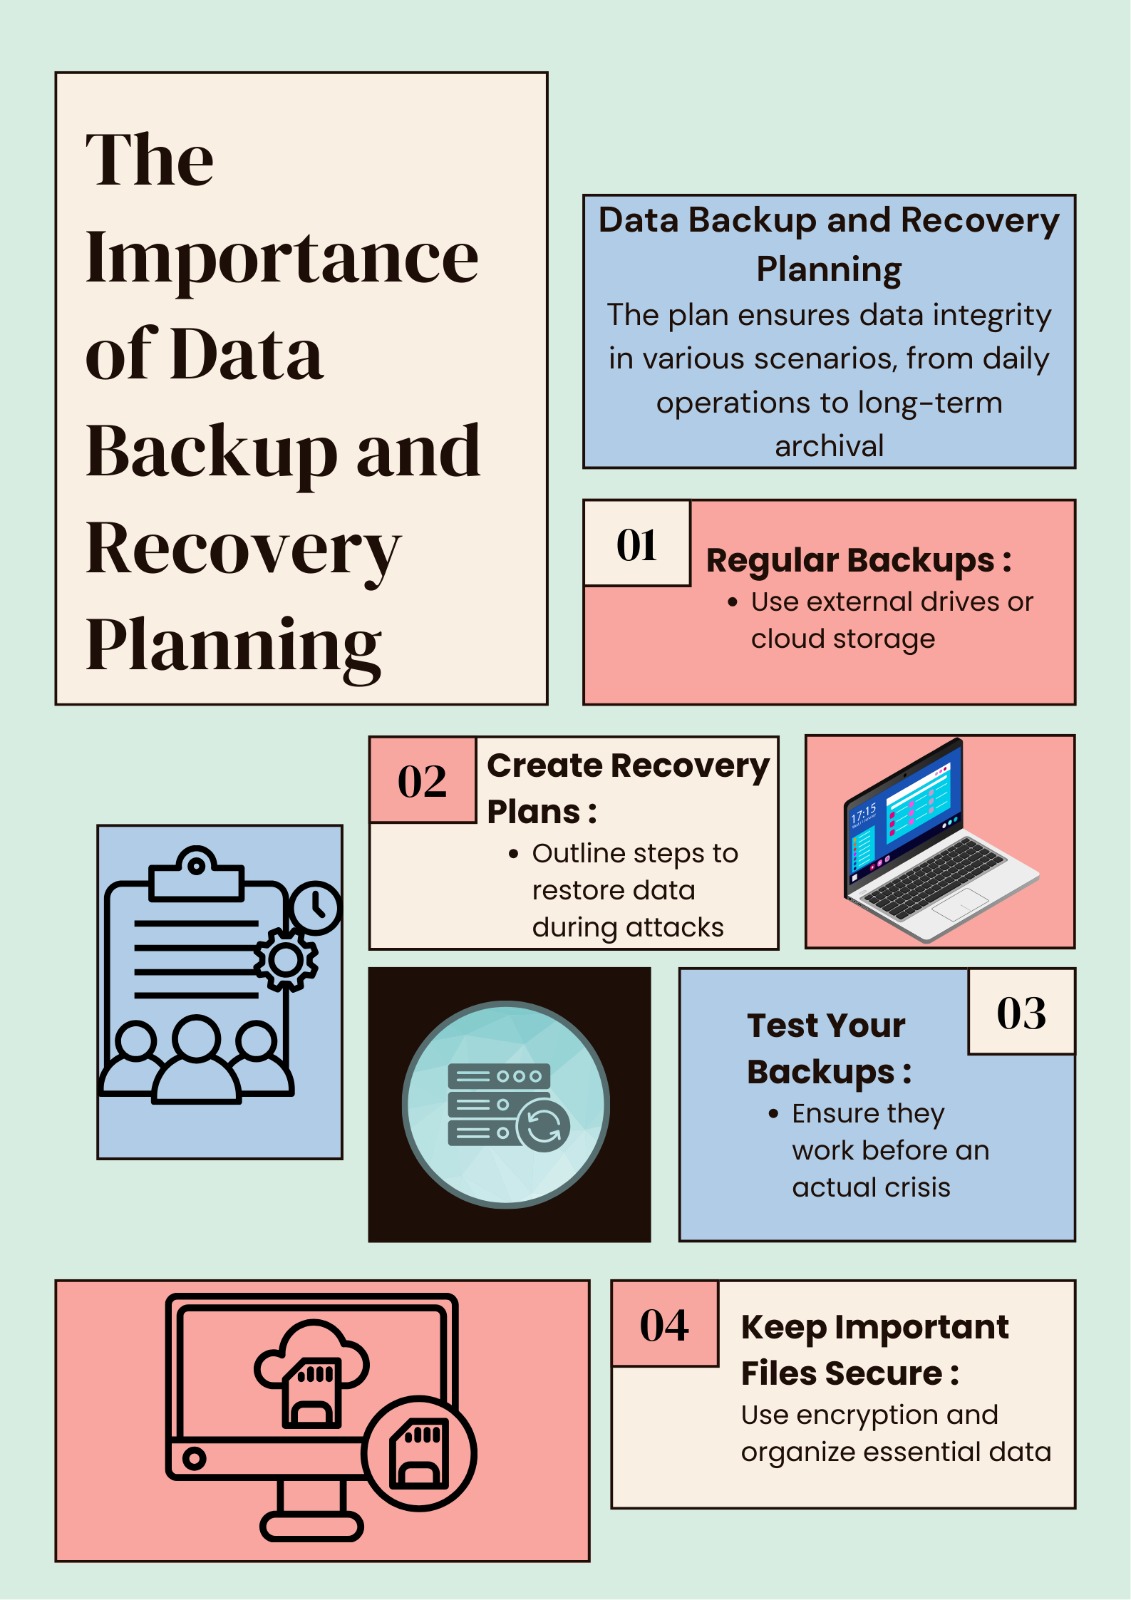 The
Importance
of Data
Backup and
Recovery
Planning
Data Backup and Recovery
Planning
The plan ensures data integrity
in various scenarios, from daily
operations to long-term
archival
01
Regular Backups :
• Use external drives or
cloud storage
02
Create Recovery
Plans :
• Outline steps to
restore data
during attacks
17:15
03
Test Your
Backups :
• Ensure they
work before an
actual crisis
04
Keep Important
Files Secure :
Use encryption and
organize essential data